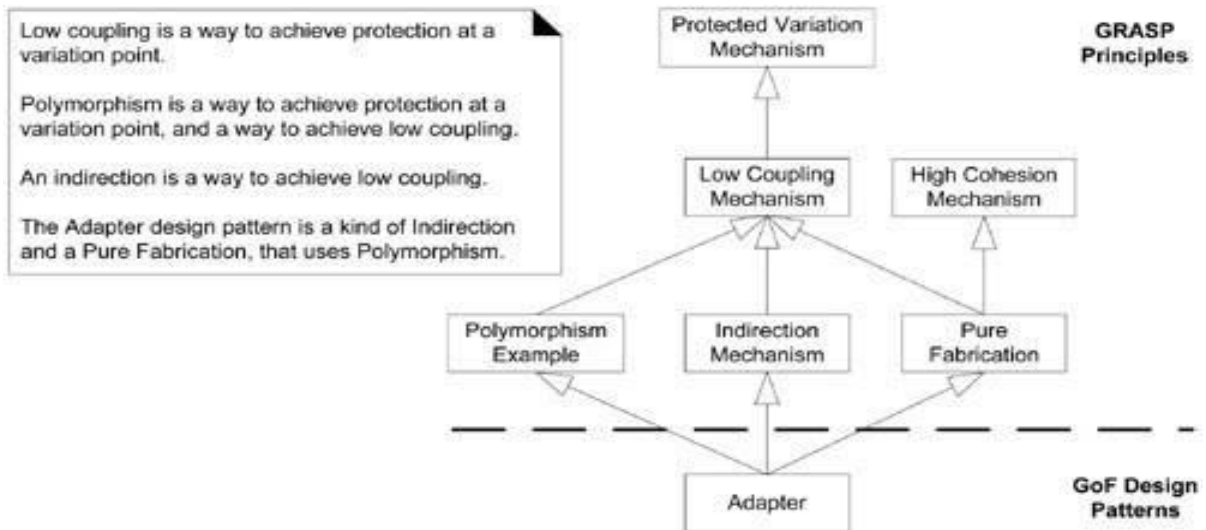 Low coupling is a way to achieve protection at a
variation point.
Polymorphism is a way to achieve protection at a
variation point, and a way to achieve low coupling.
An indirection is a way to achieve low coupling.
The Adapter design pattern is a kind of Indirection
and a Pure Fabrication, that uses Polymorphism.
Protected Variation
Mechanism
GRASP
Principles
Low Coupling
Mechanism
High Cohesion
Mechanism
Polymorphism
Example
Indirection
Mechanism
Pure
Fabrication
Adapter
GoF Design
Patterns